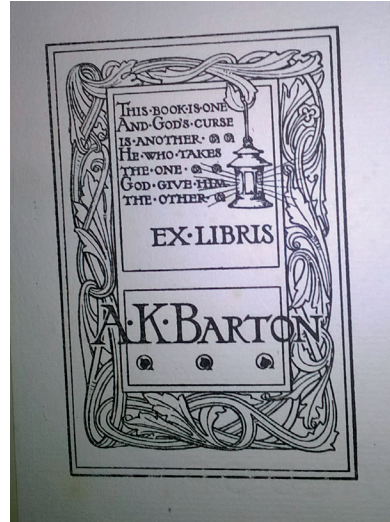 THIS·BOOK·IS·ONE
AND·GOD'S·CURSE
IS·ANOTHER·
HE·WHO·TAKES
THE·ONE·
GOD·GIVE·HIM
THE·OTHER
EX·LIBRIS
A·K·BARTON